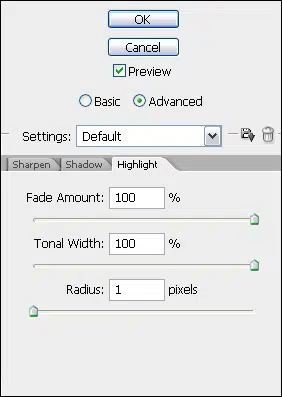 OK
Cancel
Preview
Basic Advanced
Settings: Default
Sharpen Shadow Highlight
Fade Amount: 100 %
Tonal Width: 100 %
Radius: 1 pixels